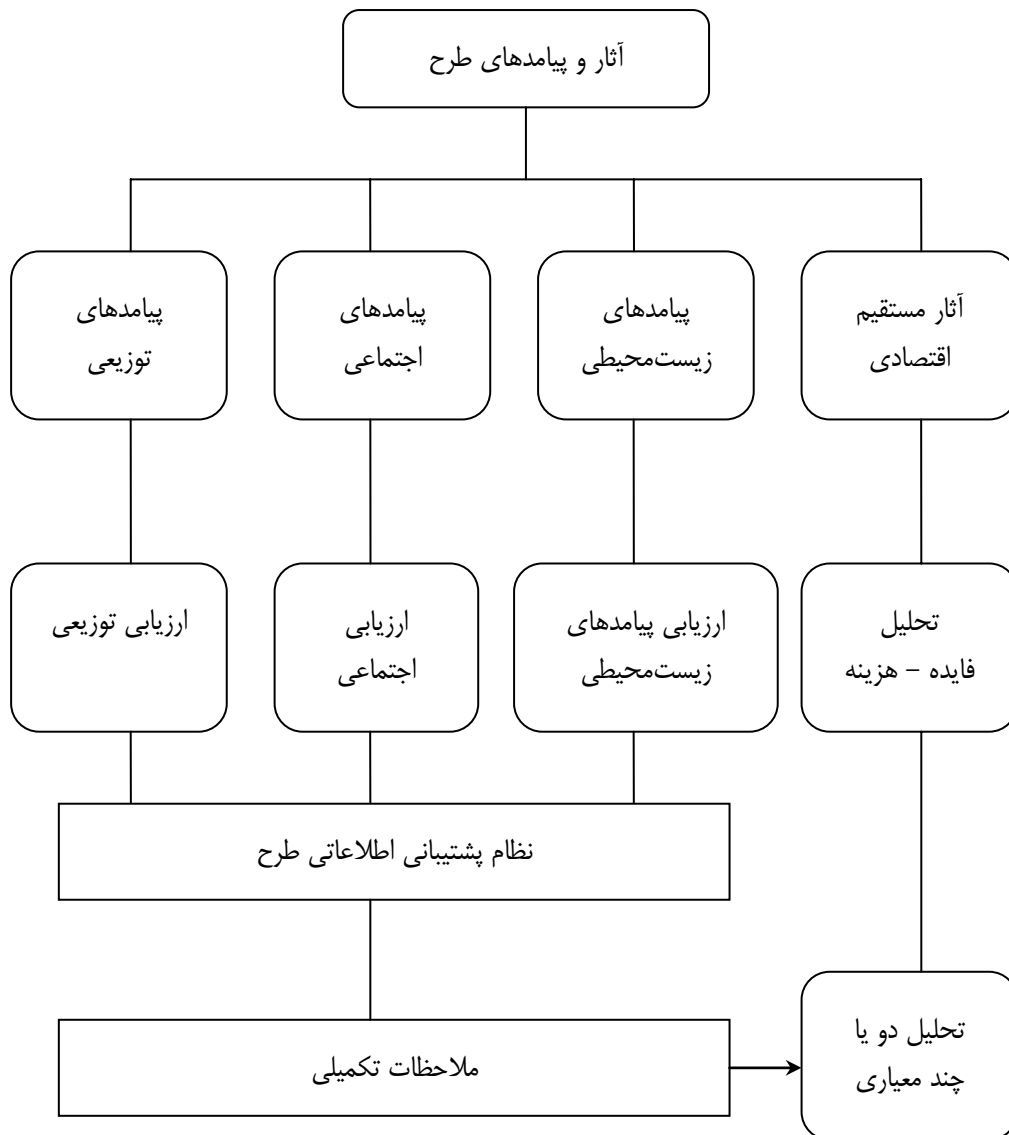 آثار و پیامدهای طرح
آثار مستقیم
اقتصادی
پیامدهای
زیست‌محیطی
پیامدهای
اجتماعی
پیامدهای
توزیعی
تحلیل
فایده – هزینه
ارزیابی پیامدهای
زیست‌محیطی
ارزیابی
اجتماعی
ارزیابی توزیعی
نظام پشتیبانی اطلاعاتی طرح
ملاحظات تکمیلی
تحلیل دو یا
چند معیاری